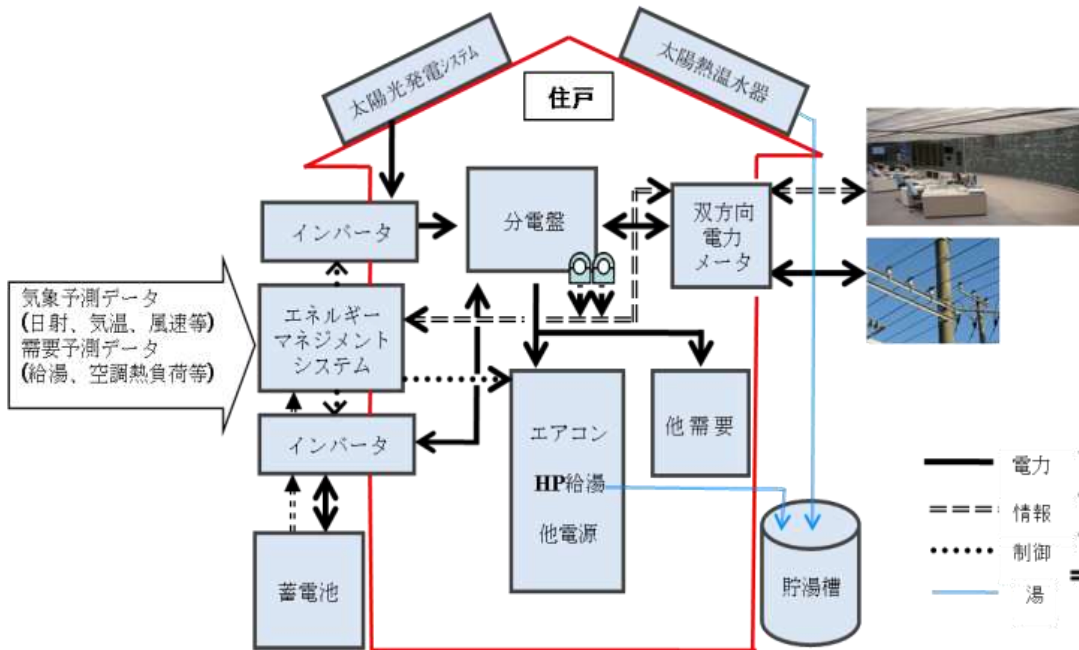 太陽光発電システム
太陽熱温水器
住戸
インバータ
分電盤
双方向
電力
メータ
気象予測データ
(日射、気温、風速等)
需要予測データ
(給湯、空調熱負荷等)
エネルギー
マネジメント
システム
インバータ
エアコン
HP給湯
他電源
他需要
蓄電池
貯湯槽
電力
情報
制御
湯